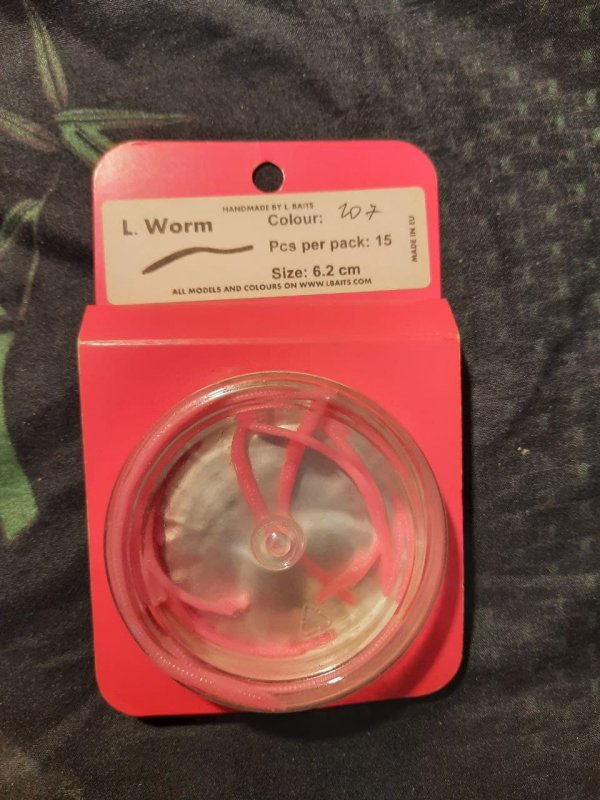 HANDMADE BY L BAITS
L. Worm
Colour: 207
Pcs per pack: 15
Size: 6.2 cm
MADE IN EU
ALL MODELS AND COLOURS ON WWW.LBAITS.COM